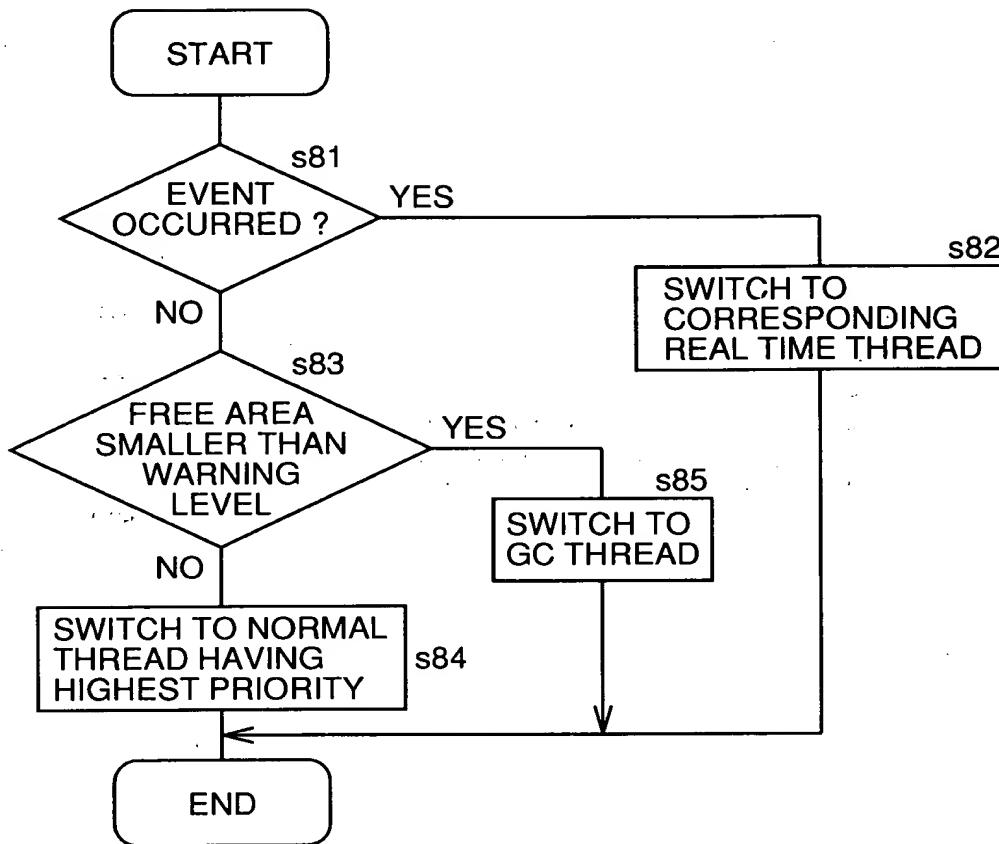 START
s81
EVENT
OCCURRED ?
YES
s82
SWITCH TO
CORRESPONDING
REAL TIME THREAD
NO
s83
FREE AREA
SMALLER THAN
WARNING
LEVEL
YES
s85
SWITCH TO
GC THREAD
NO
SWITCH TO NORMAL
THREAD HAVING
HIGHEST PRIORITY
s84
END